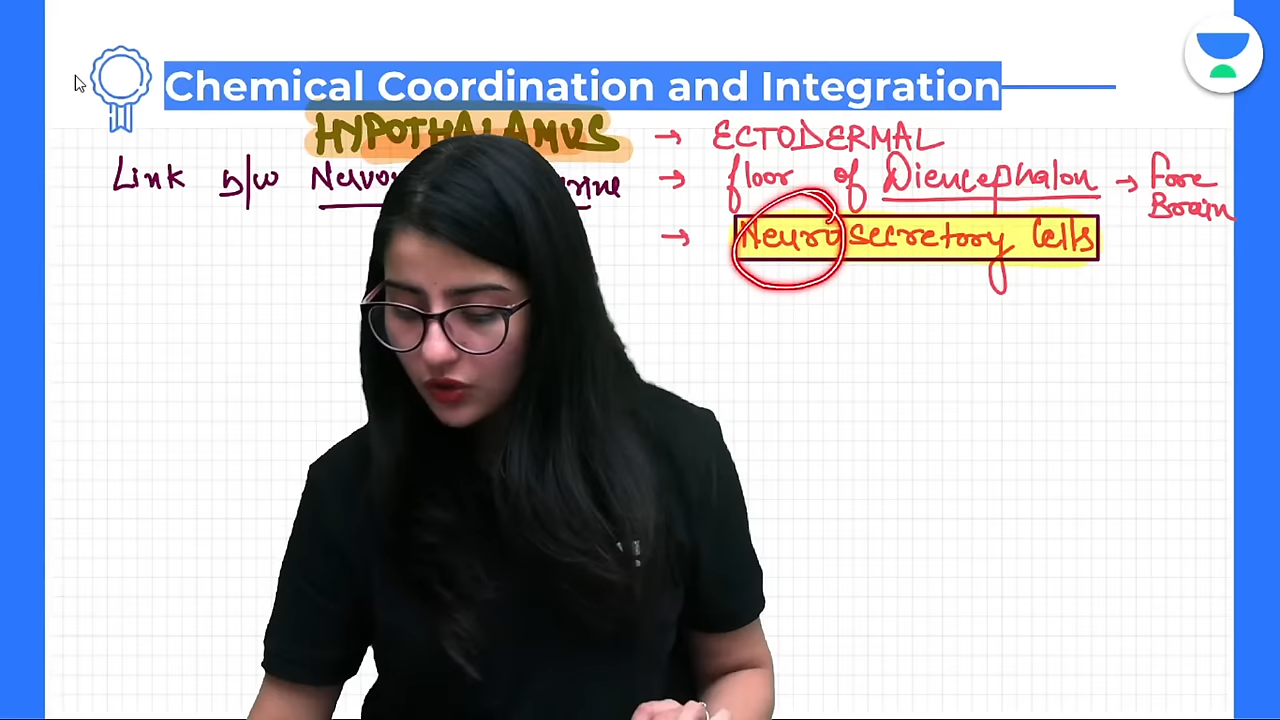 Chemical Coordination and Integration
HYPOTHALAMUS → ECTODERMAL
Link b/w → floor of Diencephalon → Fore Brain
→ Neurosecretory Cells